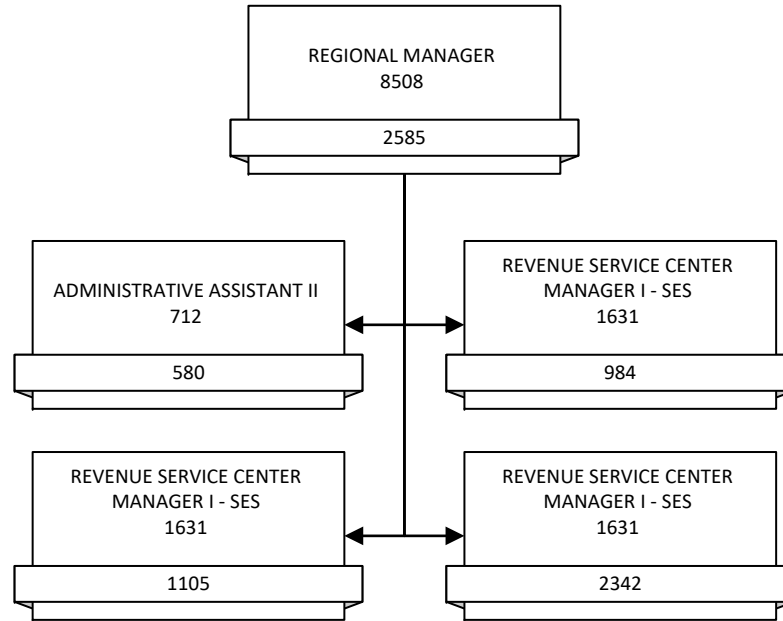 REGIONAL MANAGER
8508
2585
ADMINISTRATIVE ASSISTANT II
712
580
REVENUE SERVICE CENTER
MANAGER I - SES
1631
984
REVENUE SERVICE CENTER
MANAGER I - SES
1631
1105
REVENUE SERVICE CENTER
MANAGER I - SES
1631
2342